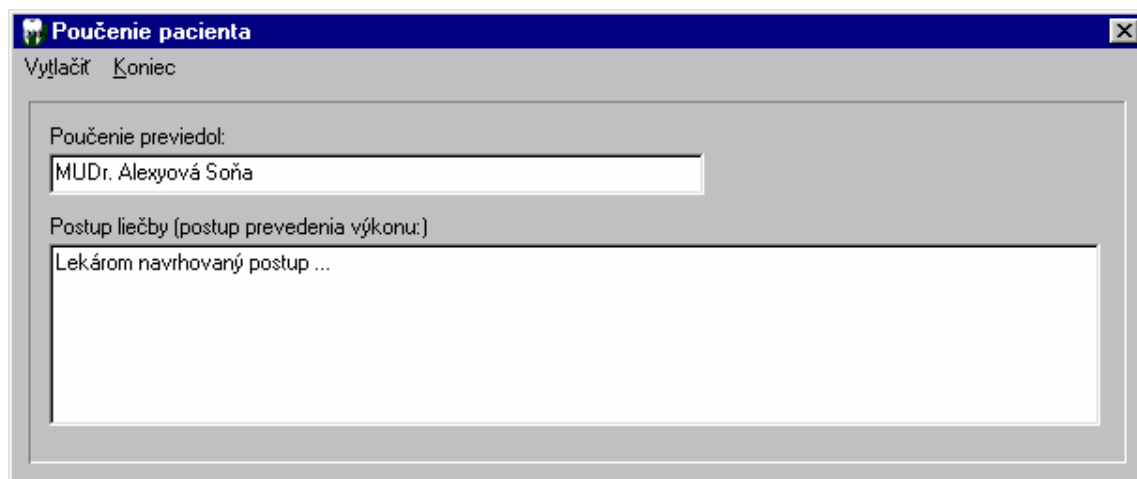 Poučenie pacienta
Vytlačiť Koniec
Poučenie previedol:
MUDr. Alexyová Soňa
Postup liečby (postup prevedenia výkonu:)
Lekárom navrhovaný postup ...